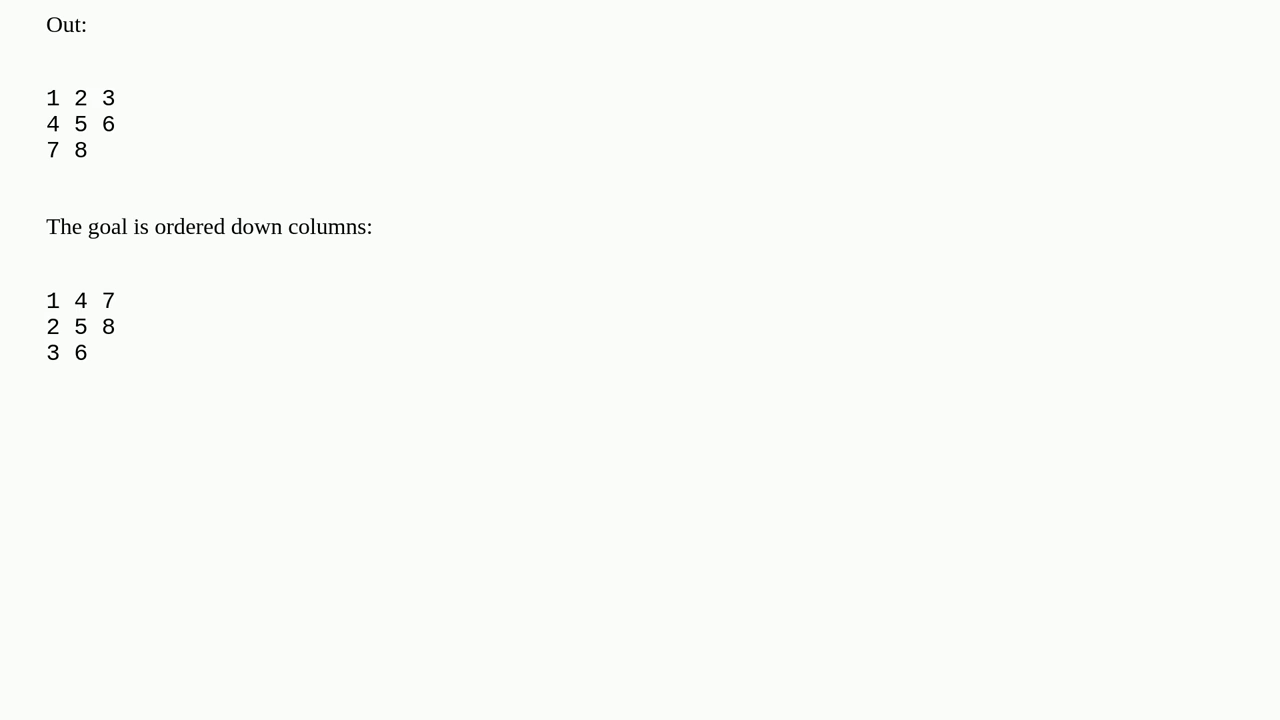 Out:
1 2 3
4 5 6
7 8
The goal is ordered down columns:
1 4 7
2 5 8
3 6